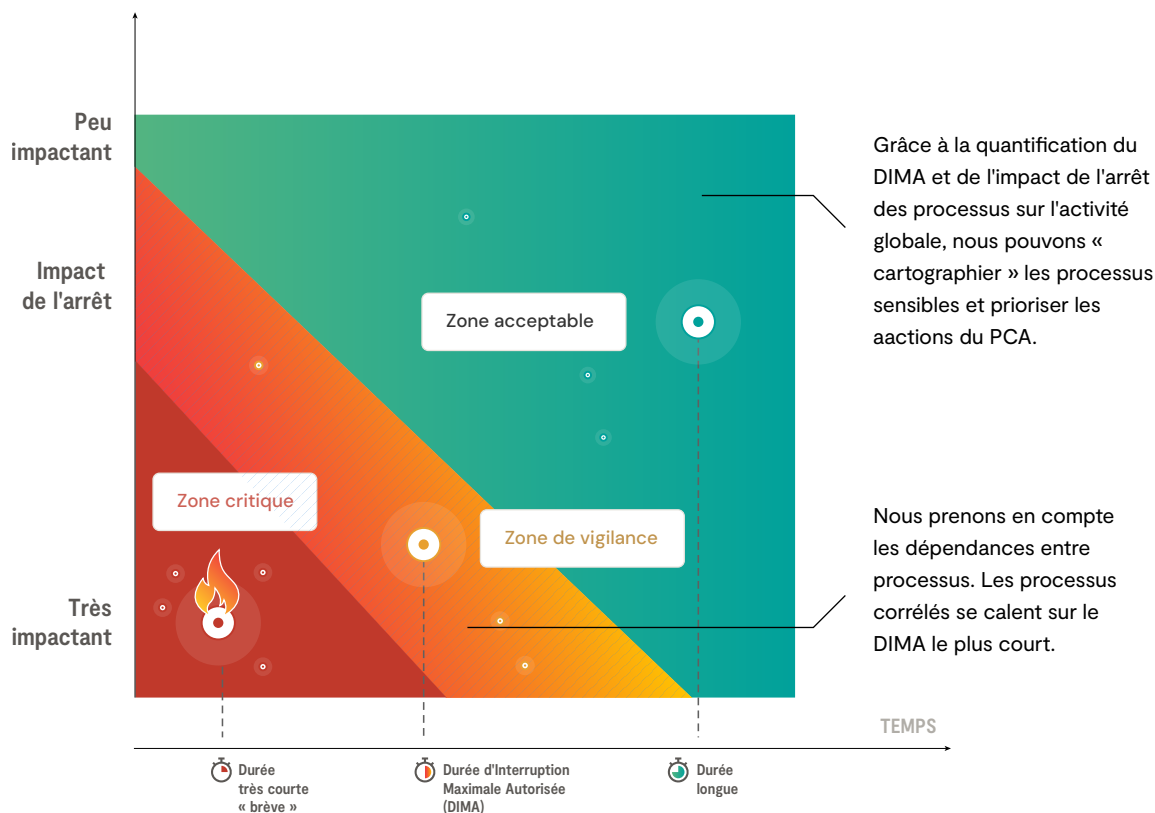 Peu
impactant
Impact
de l'arrêt
Très
impactant
Zone acceptable
Zone critique
Zone de vigilance
Grâce à la quantification du
DIMA et de l'impact de l'arrêt
des processus sur l'activité
globale, nous pouvons «
cartographier » les processus
sensibles et prioriser les
aactions du PCA.
Nous prenons en compte
les dépendances entre
processus. Les processus
corrélés se calent sur le
DIMA le plus court.
TEMPS
Durée
très courte
« brève »
Durée d'Interruption
Maximale Autorisée
(DIMA)
Durée
longue